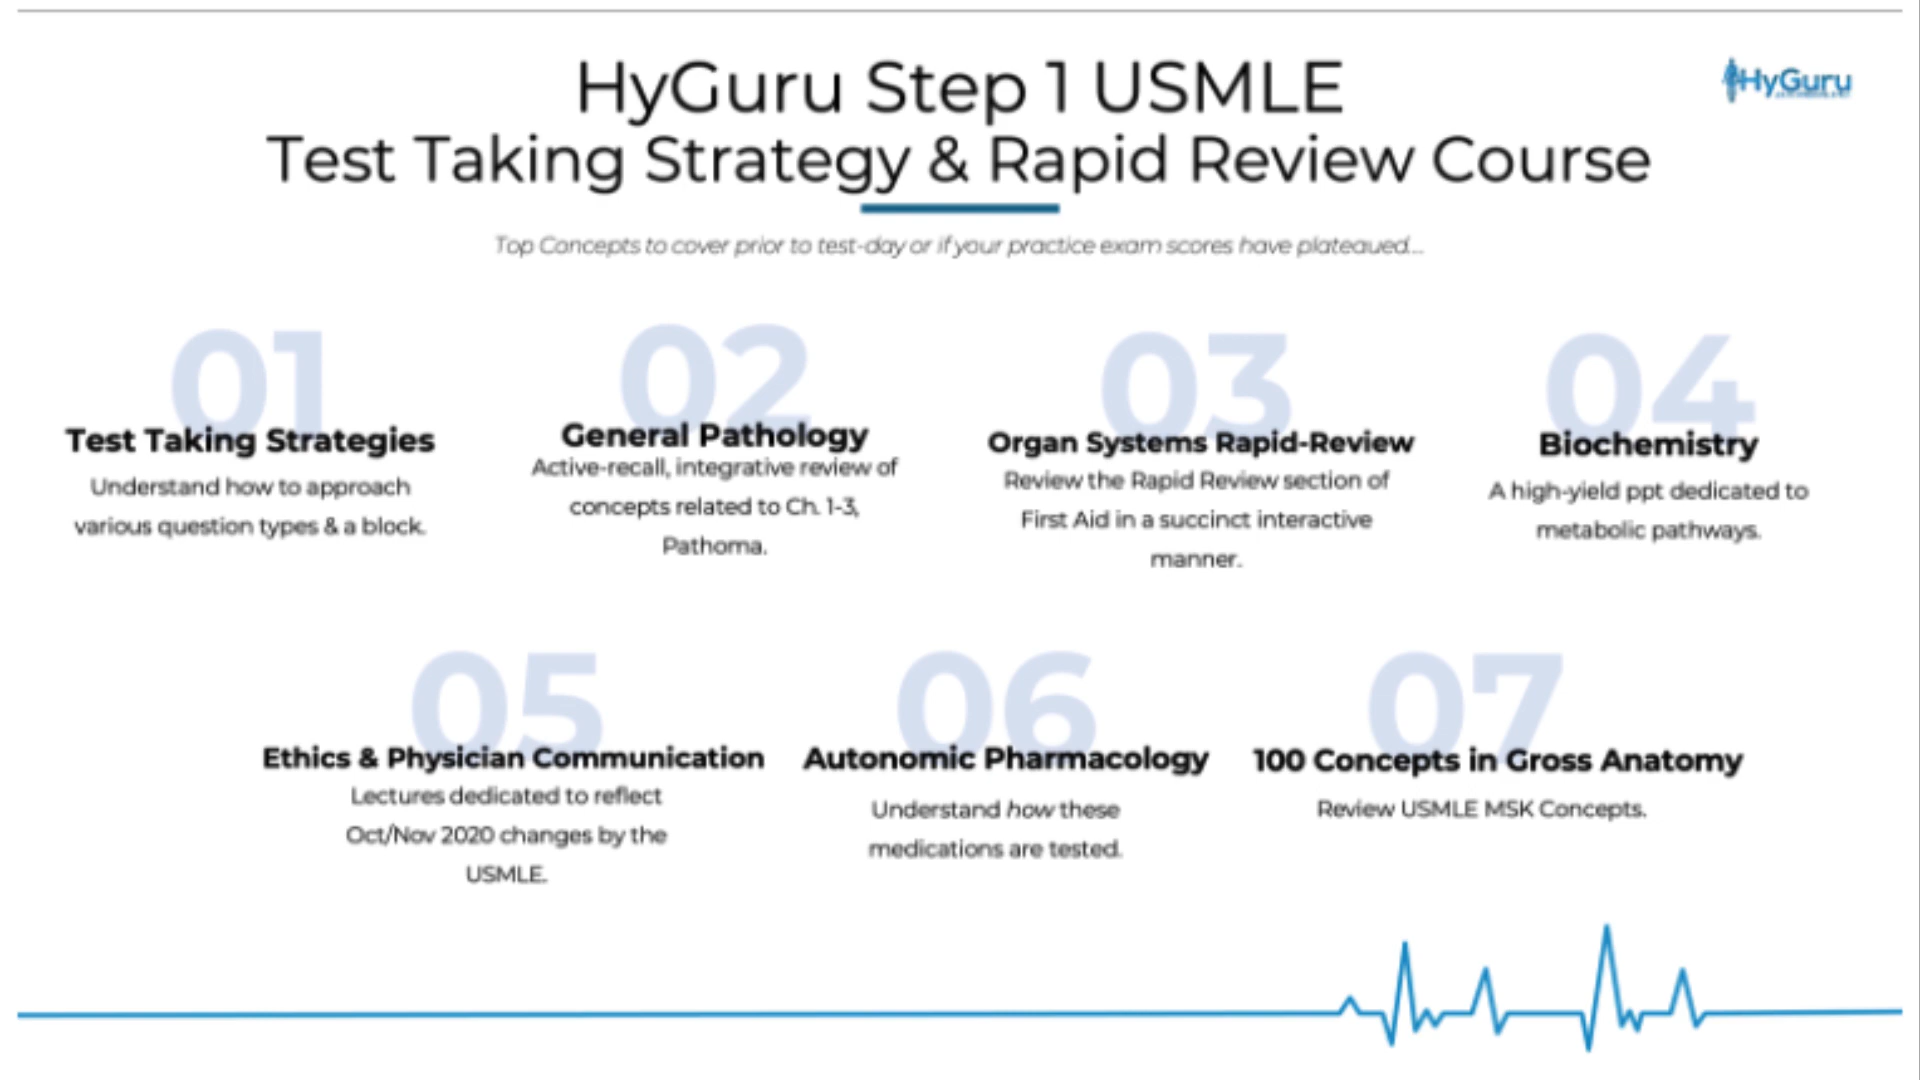 HyGuru Step 1 USMLE
HyGuru
Test Taking Strategy & Rapid Review Course
Top Concepts to cover prior to test-day or if your practice exam scores have plateaued...
01
Test Taking Strategies
Understand how to approach
various question types & a block.
02
General Pathology
Active-recall, integrative review of
concepts related to Ch. 1-3,
Pathoma.
03
Organ Systems Rapid-Review
Review the Rapid Review section of
First Aid in a succinct interactive
manner.
04
Biochemistry
A high-yield ppt dedicated to
metabolic pathways.
05
Ethics & Physician Communication
Lectures dedicated to reflect
Oct/Nov 2020 changes by the
USMLE.
06
Autonomic Pharmacology
Understand how these
medications are tested.
07
100 Concepts in Gross Anatomy
Review USMLE MSK Concepts.